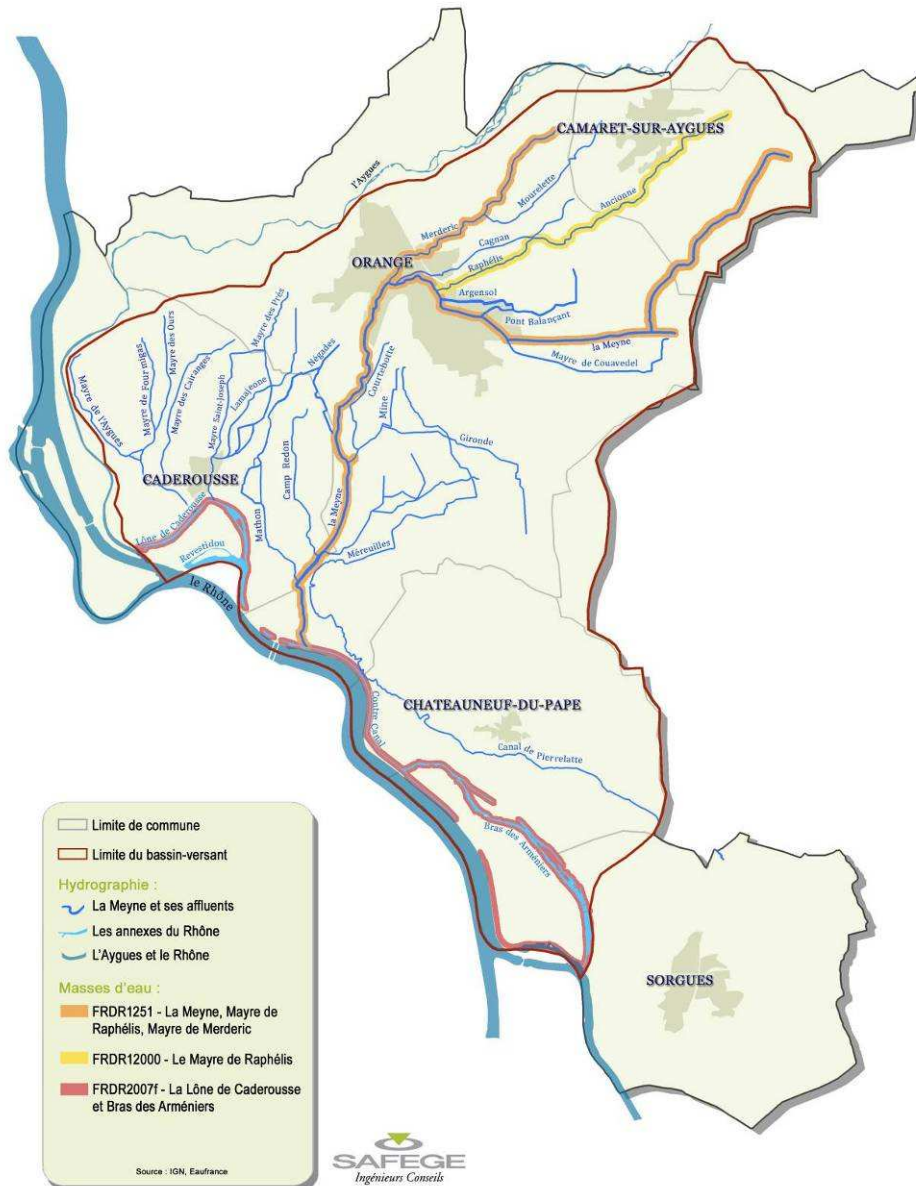 l'Aygues
CAMARET-SUR-AYGUES
Mourelette
Ancionne
Merderic
Cagnan
ORANGE
Raphélis
Argensol
Pont Balançant
la Meyne
Mayre de Couavedel
Mayre des Prés
Mayre des Ours
Mayre de Fourmigas
Négades
Mayre des Cairanges
Courtebotte
Mayre de l'Aygues
Mayre Saint-Joseph
Lamajeone
Mine
Gironde
CADEROUSSE
Camp Redon
la Meyne
Mathon
Lône de Caderousse
Revestidou
Méreuilles
le Rhône
CHATEAUNEUF-DU-PAPE
Contre Canal
Canal de Pierrelatte
Bras des Arméniers
SORGUES
Limite de commune
Limite du bassin-versant
Hydrographie :
La Meyne et ses affluents
Les annexes du Rhône
L'Aygues et le Rhône
Masses d'eau :
FRDR1251 - La Meyne, Mayre de
Raphélis, Mayre de Merderic
FRDR12000 - Le Mayre de Raphélis
FRDR2007f - La Lône de Caderousse
et Bras des Arméniers
Source : IGN, Eaufrance
SAFEGE
Ingénieurs Conseils